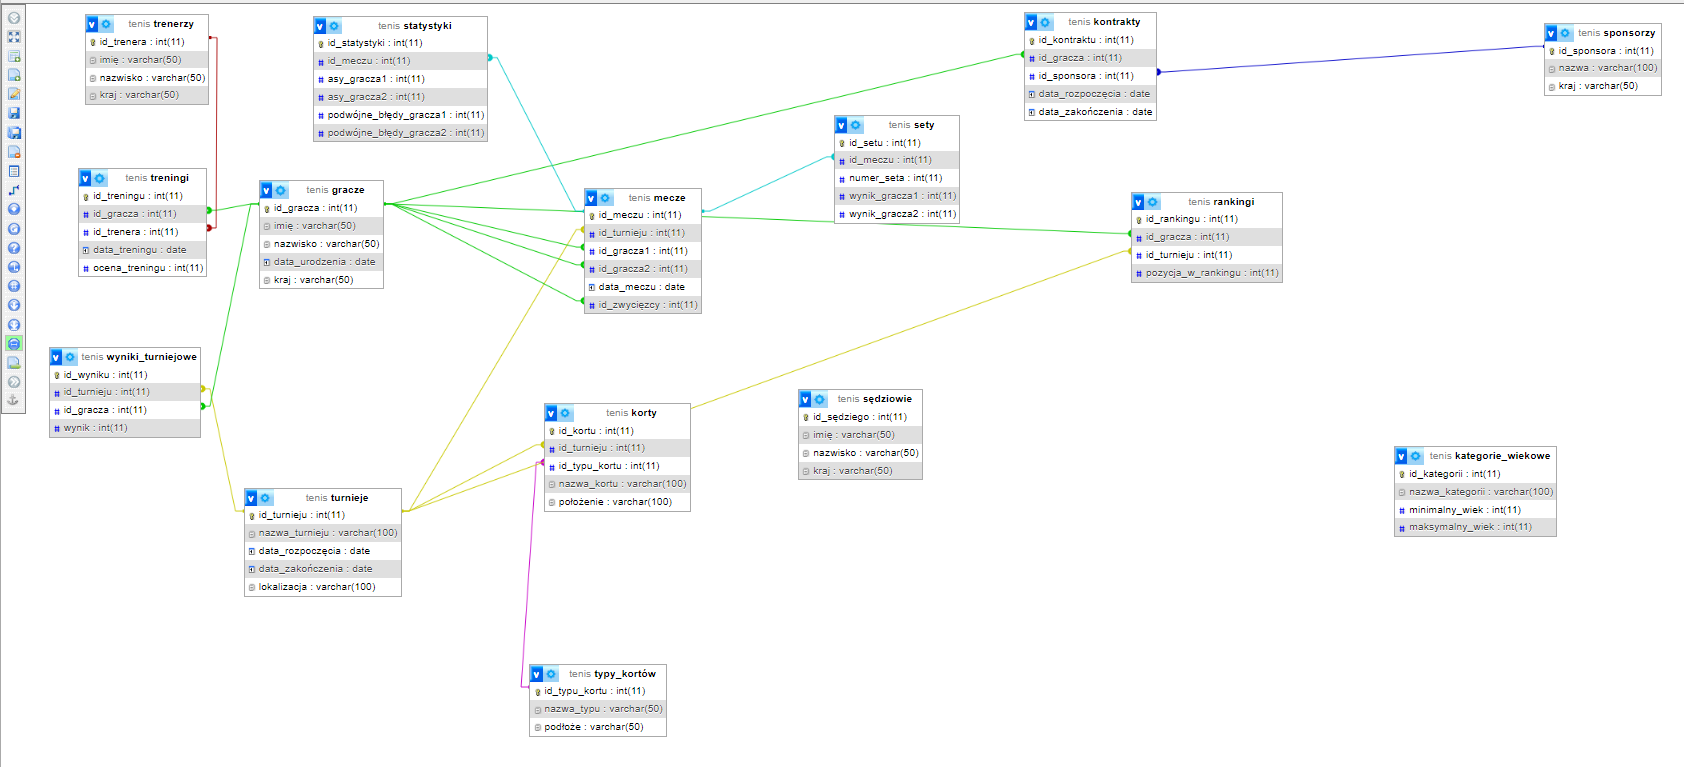 tenis trenerzy
id_trenera : int(11)
imię : varchar(50)
nazwisko : varchar(50)
kraj : varchar(50)
tenis statystyki
id_statystyki : int(11)
id_meczu : int(11)
asy_gracza1 : int(11)
asy_gracza2 : int(11)
podwójne_błędy_gracza1 : int(11)
podwójne_błędy_gracza2 : int(11)
tenis kontrakty
id_kontraktu : int(11)
id_gracza : int(11)
id_sponsora : int(11)
data_rozpoczęcia : date
data_zakończenia : date
tenis sponsorzy
id_sponsora : int(11)
nazwa : varchar(100)
kraj : varchar(50)
tenis sety
id_setu : int(11)
id_meczu : int(11)
numer_seta : int(11)
wynik_gracza1 : int(11)
wynik_gracza2 : int(11)
tenis treningi
id_treningu : int(11)
id_gracza : int(11)
id_trenera : int(11)
data_treningu : date
ocena_treningu : int(11)
tenis gracze
id_gracza : int(11)
imię : varchar(50)
nazwisko : varchar(50)
data_urodzenia : date
kraj : varchar(50)
tenis mecze
id_meczu : int(11)
id_turnieju : int(11)
id_gracza1 : int(11)
id_gracza2 : int(11)
data_meczu : date
id_zwycięzcy : int(11)
tenis rankingi
id_rankingu : int(11)
id_gracza : int(11)
id_turnieju : int(11)
pozycja_w_rankingu : int(11)
tenis wyniki_turniejowe
id_wyniku : int(11)
id_turnieju : int(11)
id_gracza : int(11)
wynik : int(11)
tenis korty
id_kortu : int(11)
id_turnieju : int(11)
id_typu_kortu : int(11)
nazwa_kortu : varchar(100)
położenie : varchar(100)
tenis sędziowie
id_sędziego : int(11)
imię : varchar(50)
nazwisko : varchar(50)
kraj : varchar(50)
tenis kategorie_wiekowe
id_kategorii : int(11)
nazwa_kategorii : varchar(100)
minimalny_wiek : int(11)
maksymalny_wiek : int(11)
tenis turnieje
id_turnieju : int(11)
nazwa_turnieju : varchar(100)
data_rozpoczęcia : date
data_zakończenia : date
lokalizacja : varchar(100)
tenis typy_kortów
id_typu_kortu : int(11)
nazwa_typu : varchar(50)
podłoże : varchar(50)